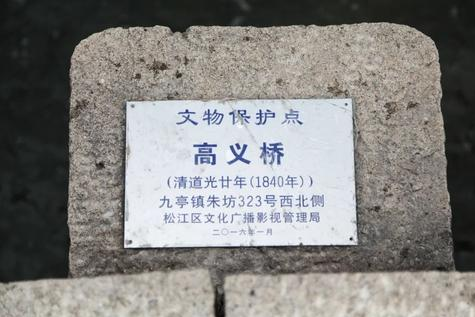 文物保护点
高义桥
(清道光廿年(1840年))
九亭镇朱坊323号西北侧
松江区文化广播影视管理局
二〇一六年一月